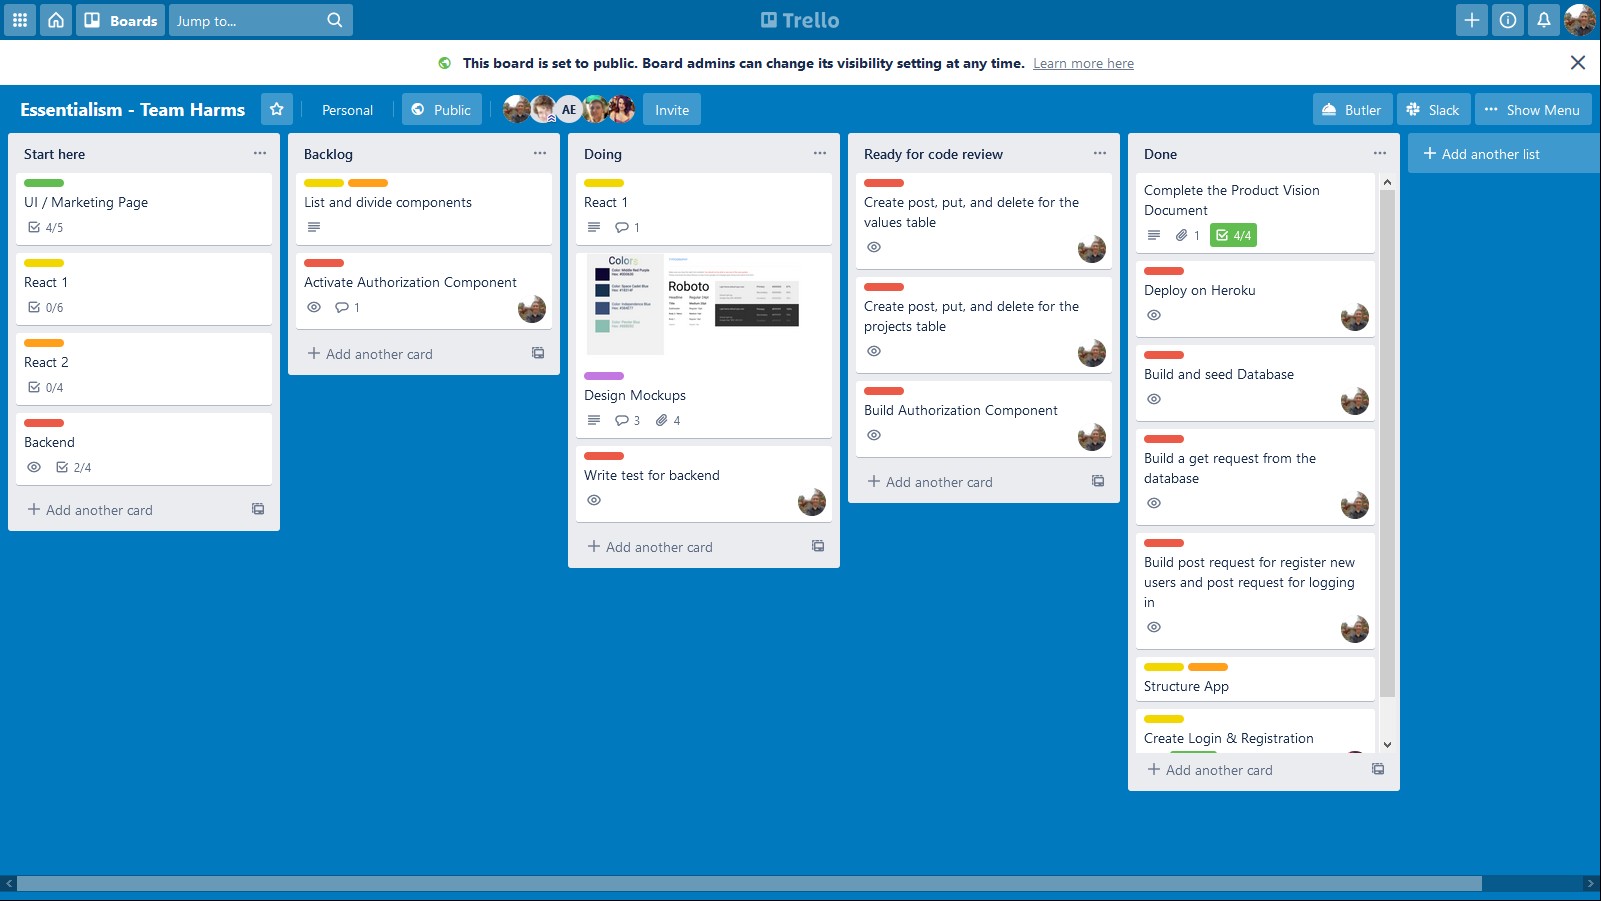 Boards
Jump to...
Trello
This board is set to public. Board admins can change its visibility setting at any time. Learn more here
Essentialism - Team Harms
Personal
Public
AE
Invite
Butler
Slack
Show Menu
Start here
UI / Marketing Page
4/5
React 1
0/6
React 2
0/4
Backend
2/4
Add another card
Backlog
List and divide components
Activate Authorization Component
1
Add another card
Doing
React 1
1
Colors
Roboto
Design Mockups
3 4
Write test for backend
Add another card
Ready for code review
Create post, put, and delete for the
values table
Create post, put, and delete for the
projects table
Build Authorization Component
Add another card
Done
Complete the Product Vision
Document
1 4/4
Deploy on Heroku
Build and seed Database
Build a get request from the
database
Build post request for register new
users and post request for logging
in
Structure App
Create Login & Registration
Add another card
Add another list